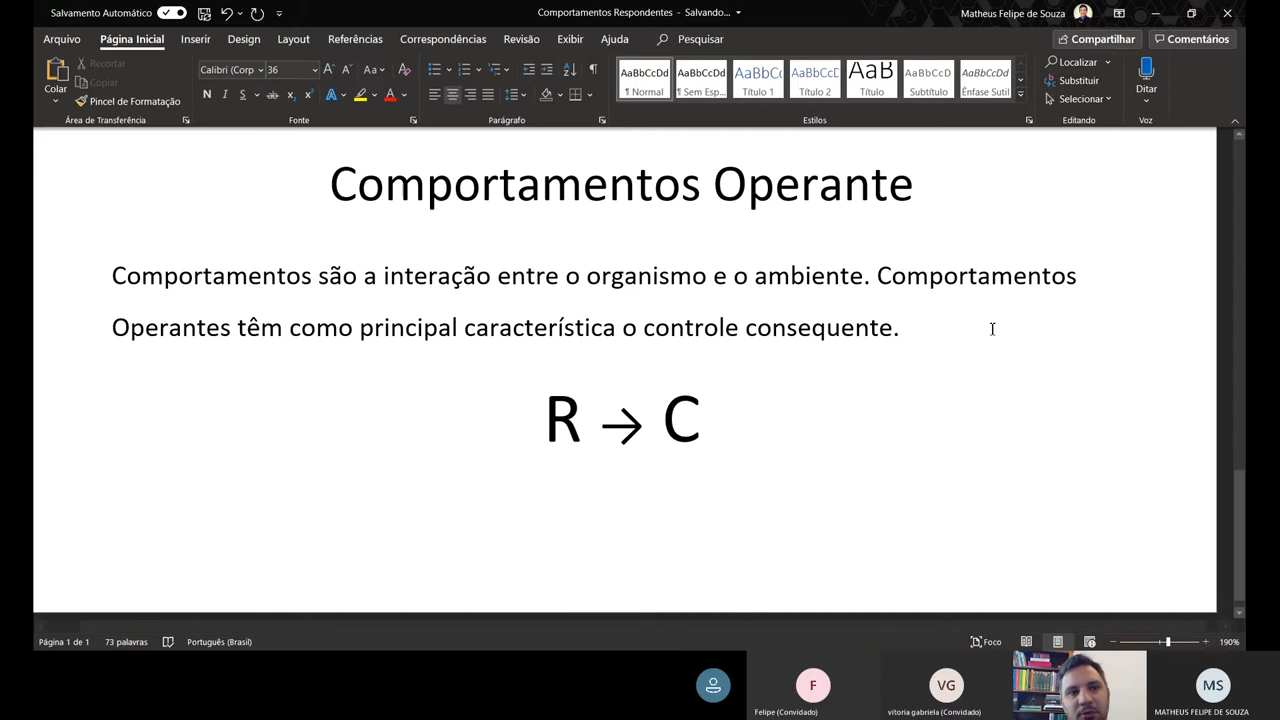 Salvamento Automático
Comportamentos Respondentes - Salvando...
Matheus Felipe de Souza
Arquivo Página Inicial Inserir Design Layout Referências Correspondências Revisão Exibir Ajuda Pesquisar
Compartilhar Comentários
Colar
Recortar
Copiar
Pincel de Formatação
Área de Transferência
Calibri (Corp 36
Fonte
Parágrafo
AaBbCcDd AaBbCcDd AaBbCc AaBbCcD AaB AaBbCcD AaBbCcDd
¶ Normal ¶ Sem Esp... Título 1 Título 2 Título Subtítulo Ênfase Sutil
Estilos
Localizar
Substituir
Selecionar
Editando
Ditar
Voz
Comportamentos Operante
Comportamentos são a interação entre o organismo e o ambiente. Comportamentos
Operantes têm como principal característica o controle consequente.
R → C
Página 1 de 1 73 palavras Português (Brasil) Foco 190%
F VG MS
Felipe (Convidado) vitoria gabriela (Convidado) MATHEUS FELIPE DE SOUZA